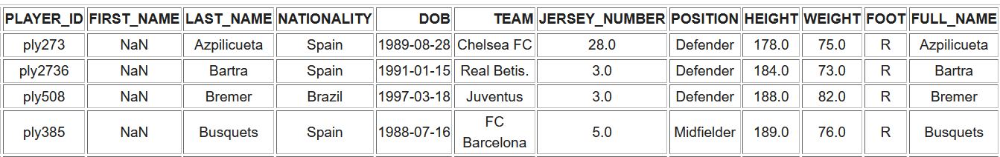 PLAYER_ID FIRST_NAME LAST_NAME NATIONALITY DOB TEAM JERSEY_NUMBER POSITION HEIGHT WEIGHT FOOT FULL_NAME
ply273 NaN Azpilicueta Spain 1989-08-28 Chelsea FC 28.0 Defender 178.0 75.0 R Azpilicueta
ply2736 NaN Bartra Spain 1991-01-15 Real Betis. 3.0 Defender 184.0 73.0 R Bartra
ply508 NaN Bremer Brazil 1997-03-18 Juventus 3.0 Defender 188.0 82.0 R Bremer
ply385 NaN Busquets Spain 1988-07-16 FC Barcelona 5.0 Midfielder 189.0 76.0 R Busquets